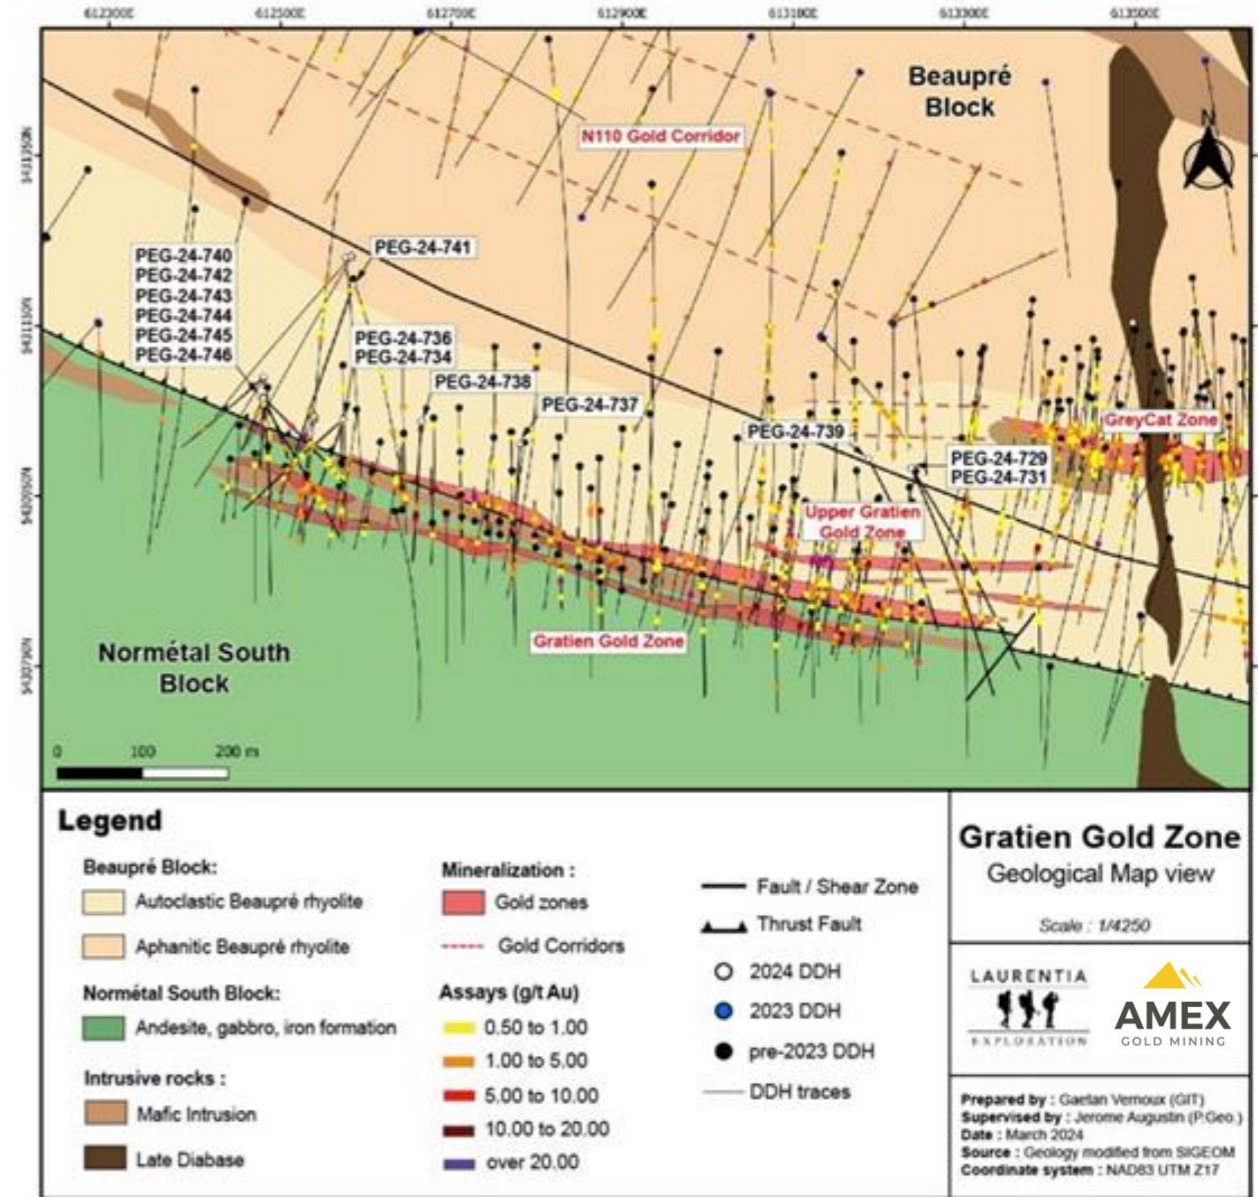 612300E 612500E 612700E 612900E 613100E 613300E 613500E
Beaupré
Block
N
N110 Gold Corridor
PEG-24-740
PEG-24-742
PEG-24-743
PEG-24-744
PEG-24-745
PEG-24-746
PEG-24-741
PEG-24-736
PEG-24-734
PEG-24-738
PEG-24-737
PEG-24-739
GreyCat Zone
PEG-24-729
PEG-24-731
Upper Gratien
Gold Zone
Gratien Gold Zone
Normétal South
Block
0 100 200 m
Legend
Beaupré Block:
Autoclastic Beaupré rhyolite
Aphanitic Beaupré rhyolite
Normétal South Block:
Andesite, gabbro, iron formation
Intrusive rocks :
Mafic Intrusion
Late Diabase
Mineralization :
Gold zones
Gold Corridors
Assays (g/t Au)
0.50 to 1.00
1.00 to 5.00
5.00 to 10.00
10.00 to 20.00
over 20.00
Fault / Shear Zone
Thrust Fault
2024 DDH
2023 DDH
pre-2023 DDH
DDH traces
Gratien Gold Zone
Geological Map view
Scale : 1/4250
LAURENTIA
EXPLORATION
AMEX
GOLD MINING
Prepared by : Gaetan Vernoux (GIT)
Supervised by : Jerome Augustin (P.Geo.)
Date : March 2024
Source : Geology modified from SIGEOM
Coordinate system : NAD83 UTM Z17